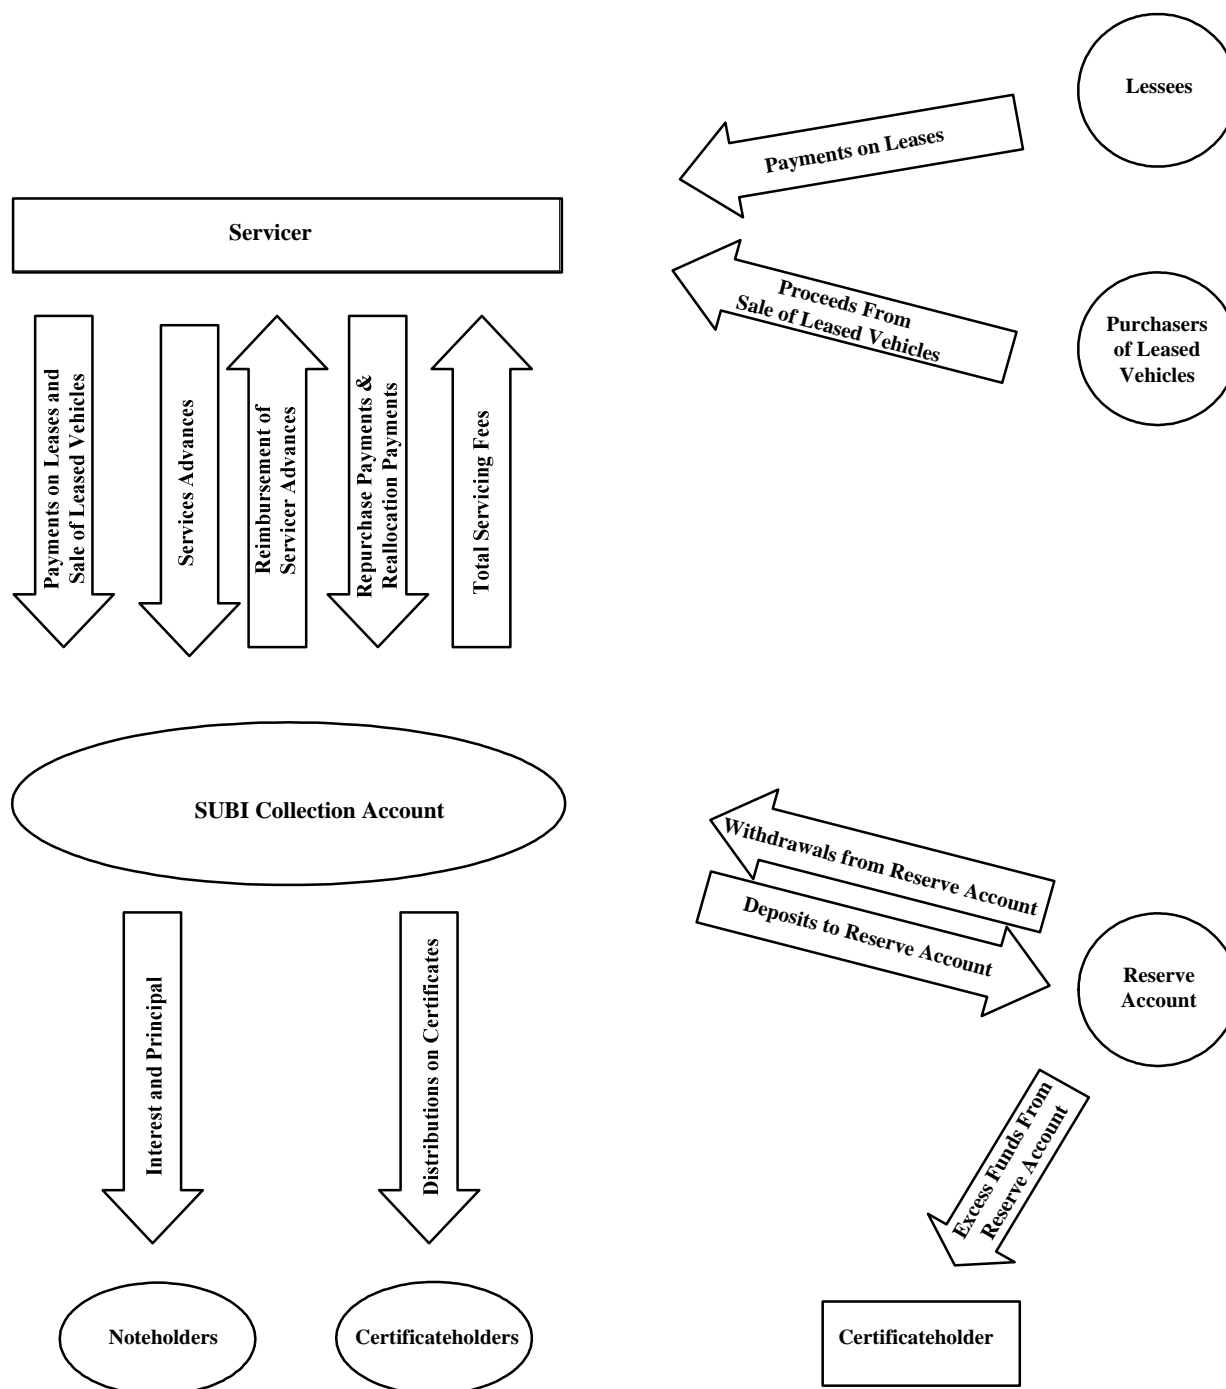 Lessees
Payments on Leases
Servicer
Proceeds From
Sale of Leased Vehicles
Purchasers
of Leased
Vehicles
Payments on Leases and
Sale of Leased Vehicles
Services Advances
Reimbursement of
Servicer Advances
Repurchase Payments &
Reallocation Payments
Total Servicing Fees
SUBI Collection Account
Withdrawals from Reserve Account
Deposits to Reserve Account
Reserve
Account
Interest and Principal
Distributions on Certificates
Excess Funds From
Reserve Account
Noteholders
Certificateholders
Certificateholder